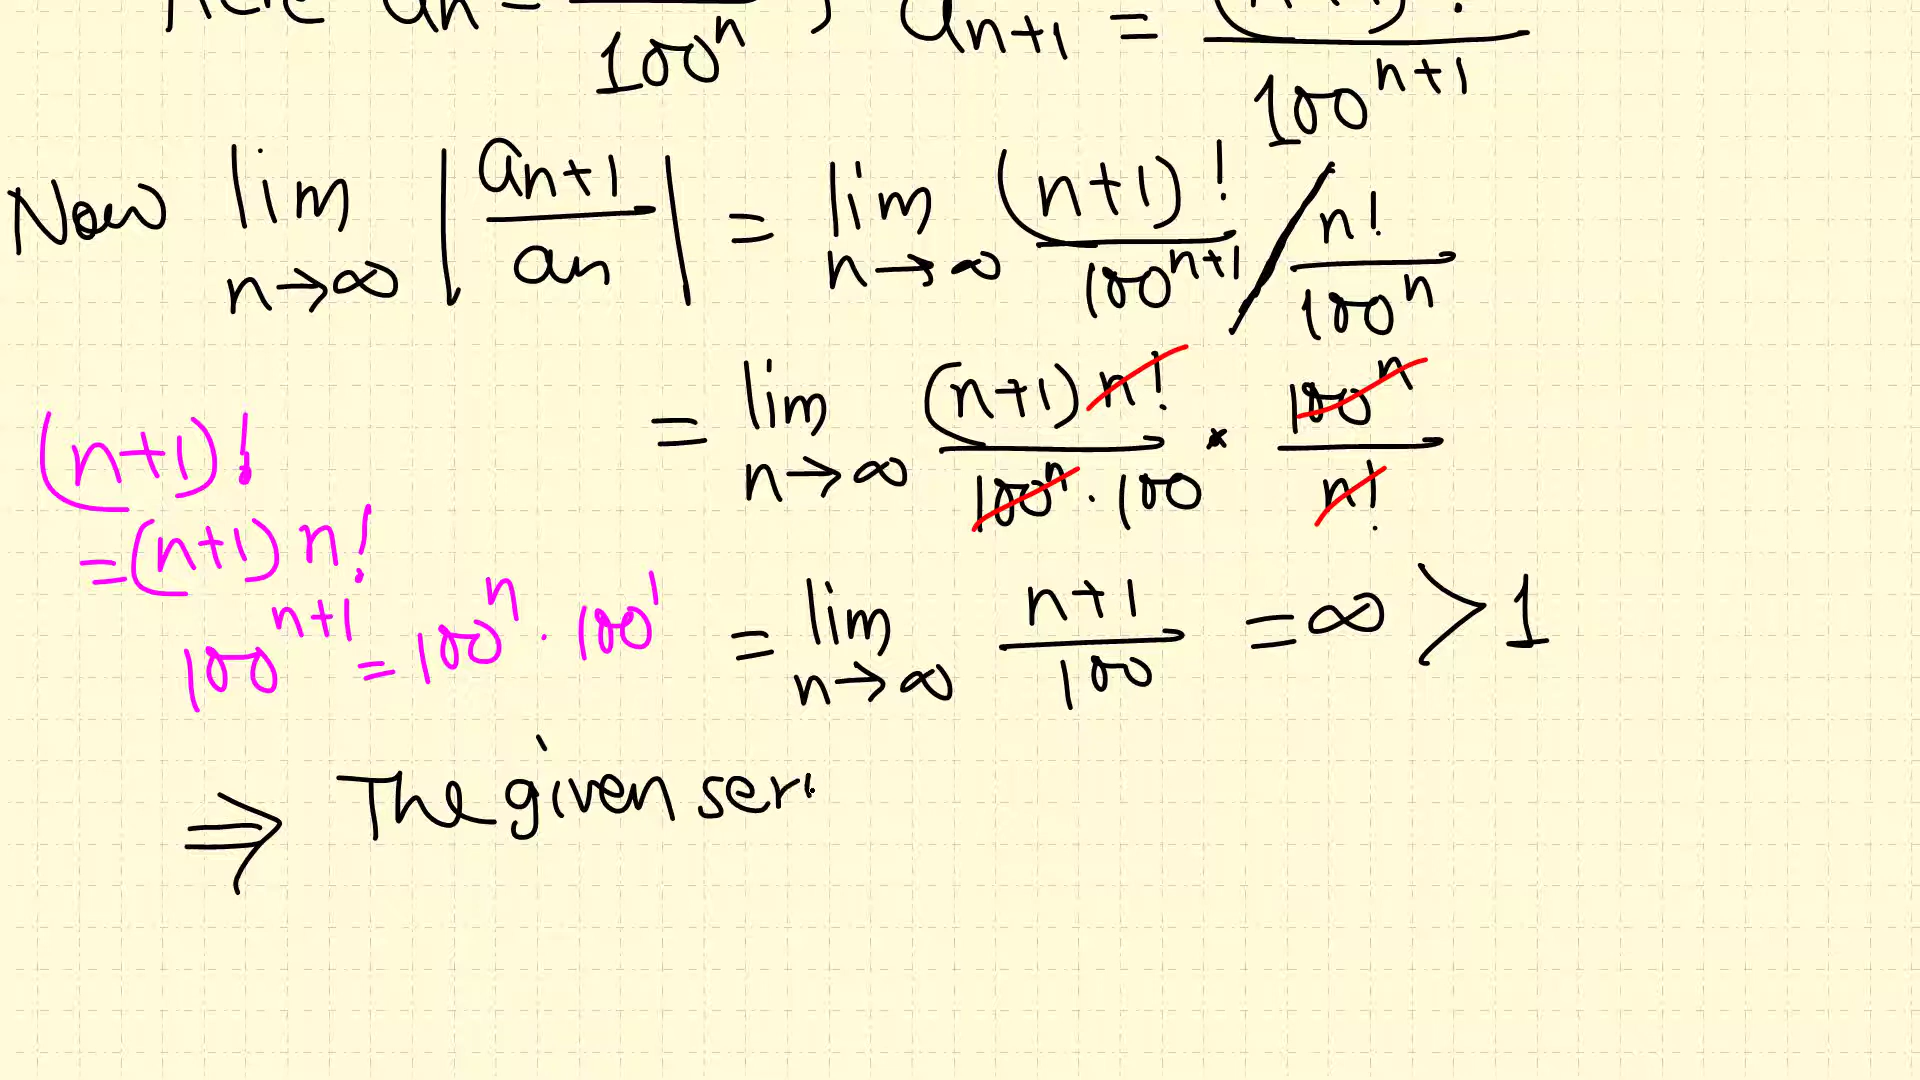 Here an = / 100^n , an+1 = (n+1)! / 100^n+1
Now lim n→∞ | an+1 / an | = lim n→∞ (n+1)! / 100^n+1 / n! / 100^n
= lim n→∞ (n+1) n! / 100^n · 100 · 100^n / n!
(n+1)!
= (n+1) n!
100^n+1 = 100^n · 100^1
= lim n→∞ n+1 / 100 = ∞ > 1
⇒ The given seri